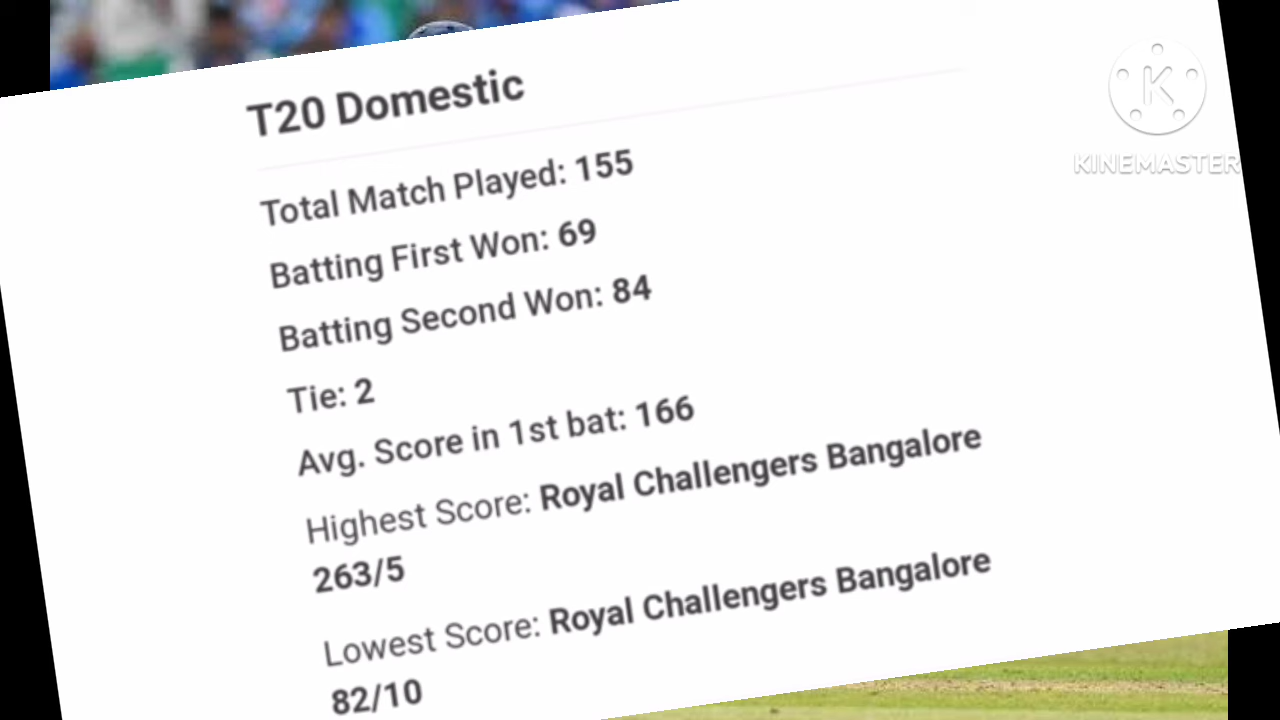 T20 Domestic
K
KINEMASTER
Total Match Played: 155
Batting First Won: 69
Batting Second Won: 84
Tie: 2
Avg. Score in 1st bat: 166
Highest Score: Royal Challengers Bangalore
263/5
Lowest Score: Royal Challengers Bangalore
82/10